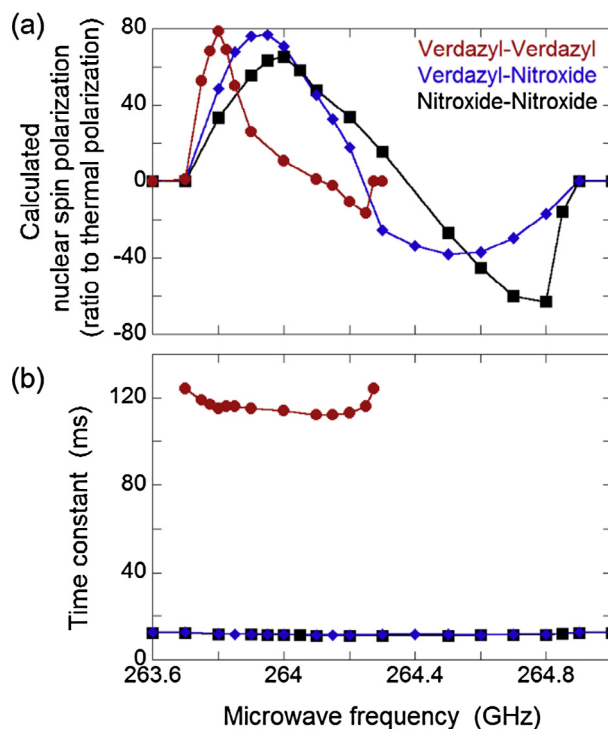 (a)
80
40
0
-40
-80
Calculated
nuclear spin polarization
(ratio to thermal polarization)
Verdazyl-Verdazyl
Verdazyl-Nitroxide
Nitroxide-Nitroxide
(b)
120
80
40
0
Time constant (ms)
263.6
264
264.4
264.8
Microwave frequency (GHz)